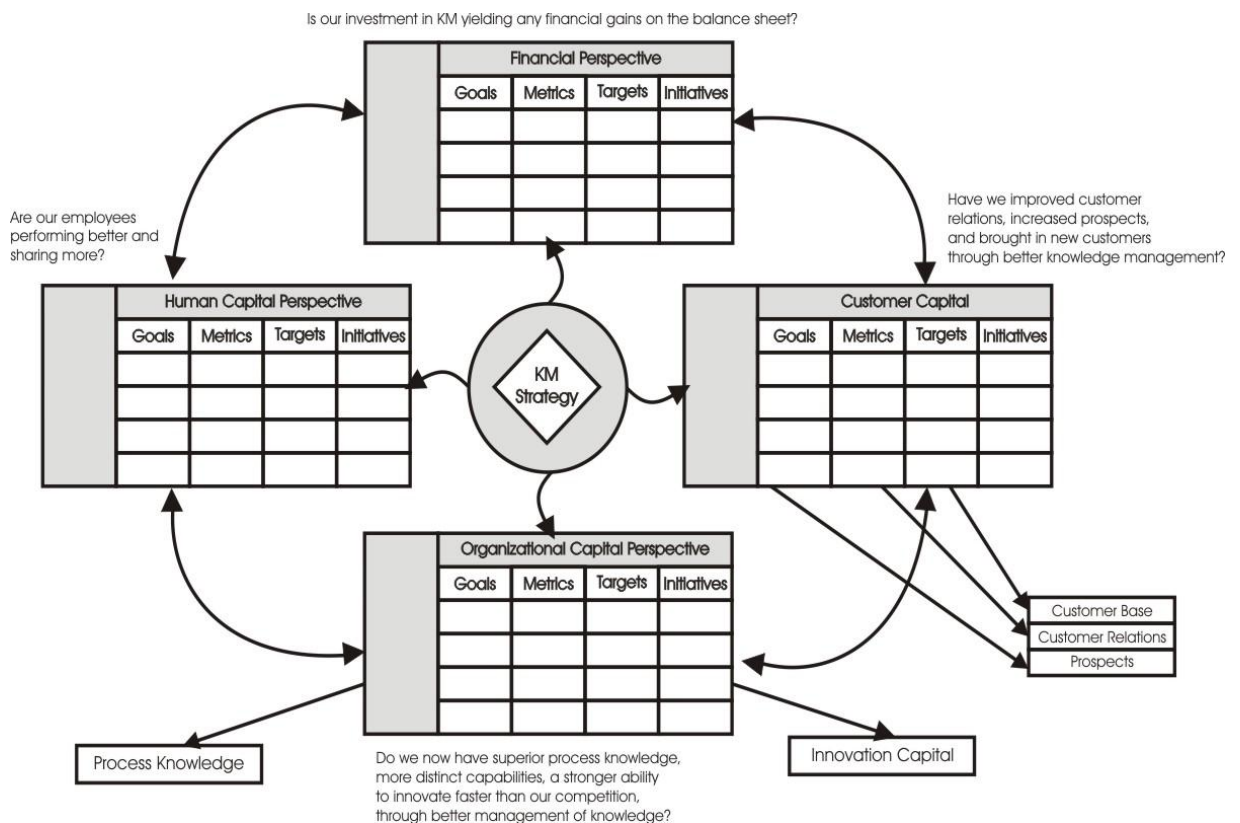 Is our investment in KM yielding any financial gains on the balance sheet?
Financial Perspective
Goals Metrics Targets Initiatives
Are our employees
performing better and
sharing more?
Have we improved customer
relations, increased prospects,
and brought in new customers
through better knowledge management?
Human Capital Perspective
Goals Metrics Targets Initiatives
KM
Strategy
Customer Capital
Goals Metrics Targets Initiatives
Organizational Capital Perspective
Goals Metrics Targets Initiatives
Customer Base
Customer Relations
Prospects
Process Knowledge
Innovation Capital
Do we now have superior process knowledge,
more distinct capabilities, a stronger ability
to innovate faster than our competition,
through better management of knowledge?